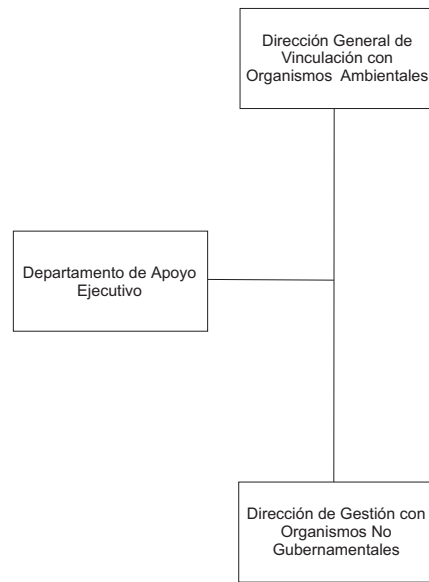 Dirección General de
Vinculación con
Organismos Ambientales
Departamento de Apoyo
Ejecutivo
Dirección de Gestión con
Organismos No
Gubernamentales